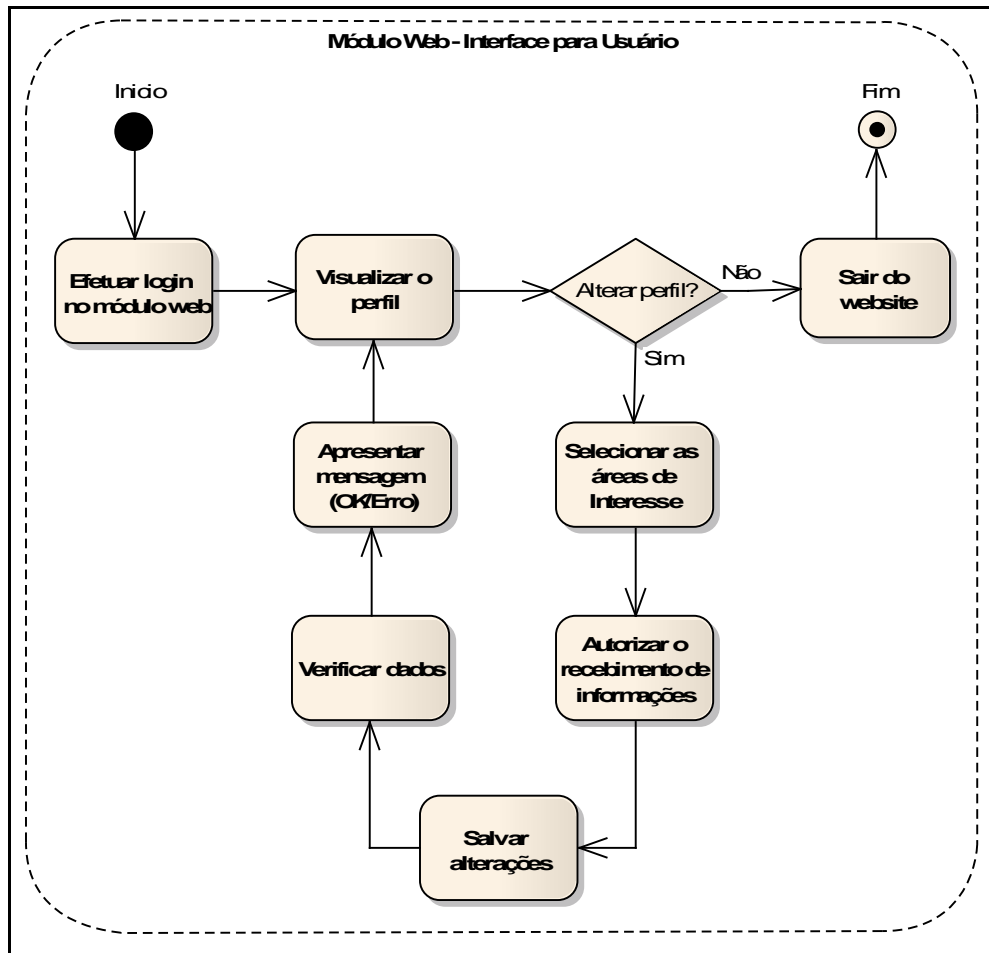 Módulo Web - Interface para Usuário
Inicio
Fim
Efetuar login
no módulo web
Visualizar o
perfil
Alterar perfil?
Não
Sair do
website
Sim
Apresentar
mensagem
(OK/Erro)
Selecionar as
áreas de
Interesse
Verificar dados
Autorizar o
recebimento de
informações
Salvar
alterações